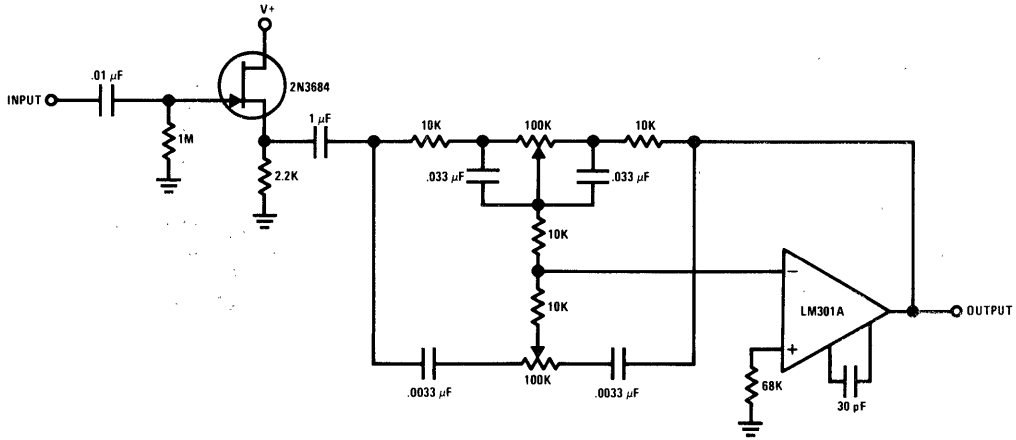 V+
.01 μF
INPUT
2N3684
1M
1 μF
2.2K
10K
100K
10K
.033 μF
.033 μF
10K
10K
−
LM301A
OUTPUT
+
100K
.0033 μF
.0033 μF
68K
30 pF